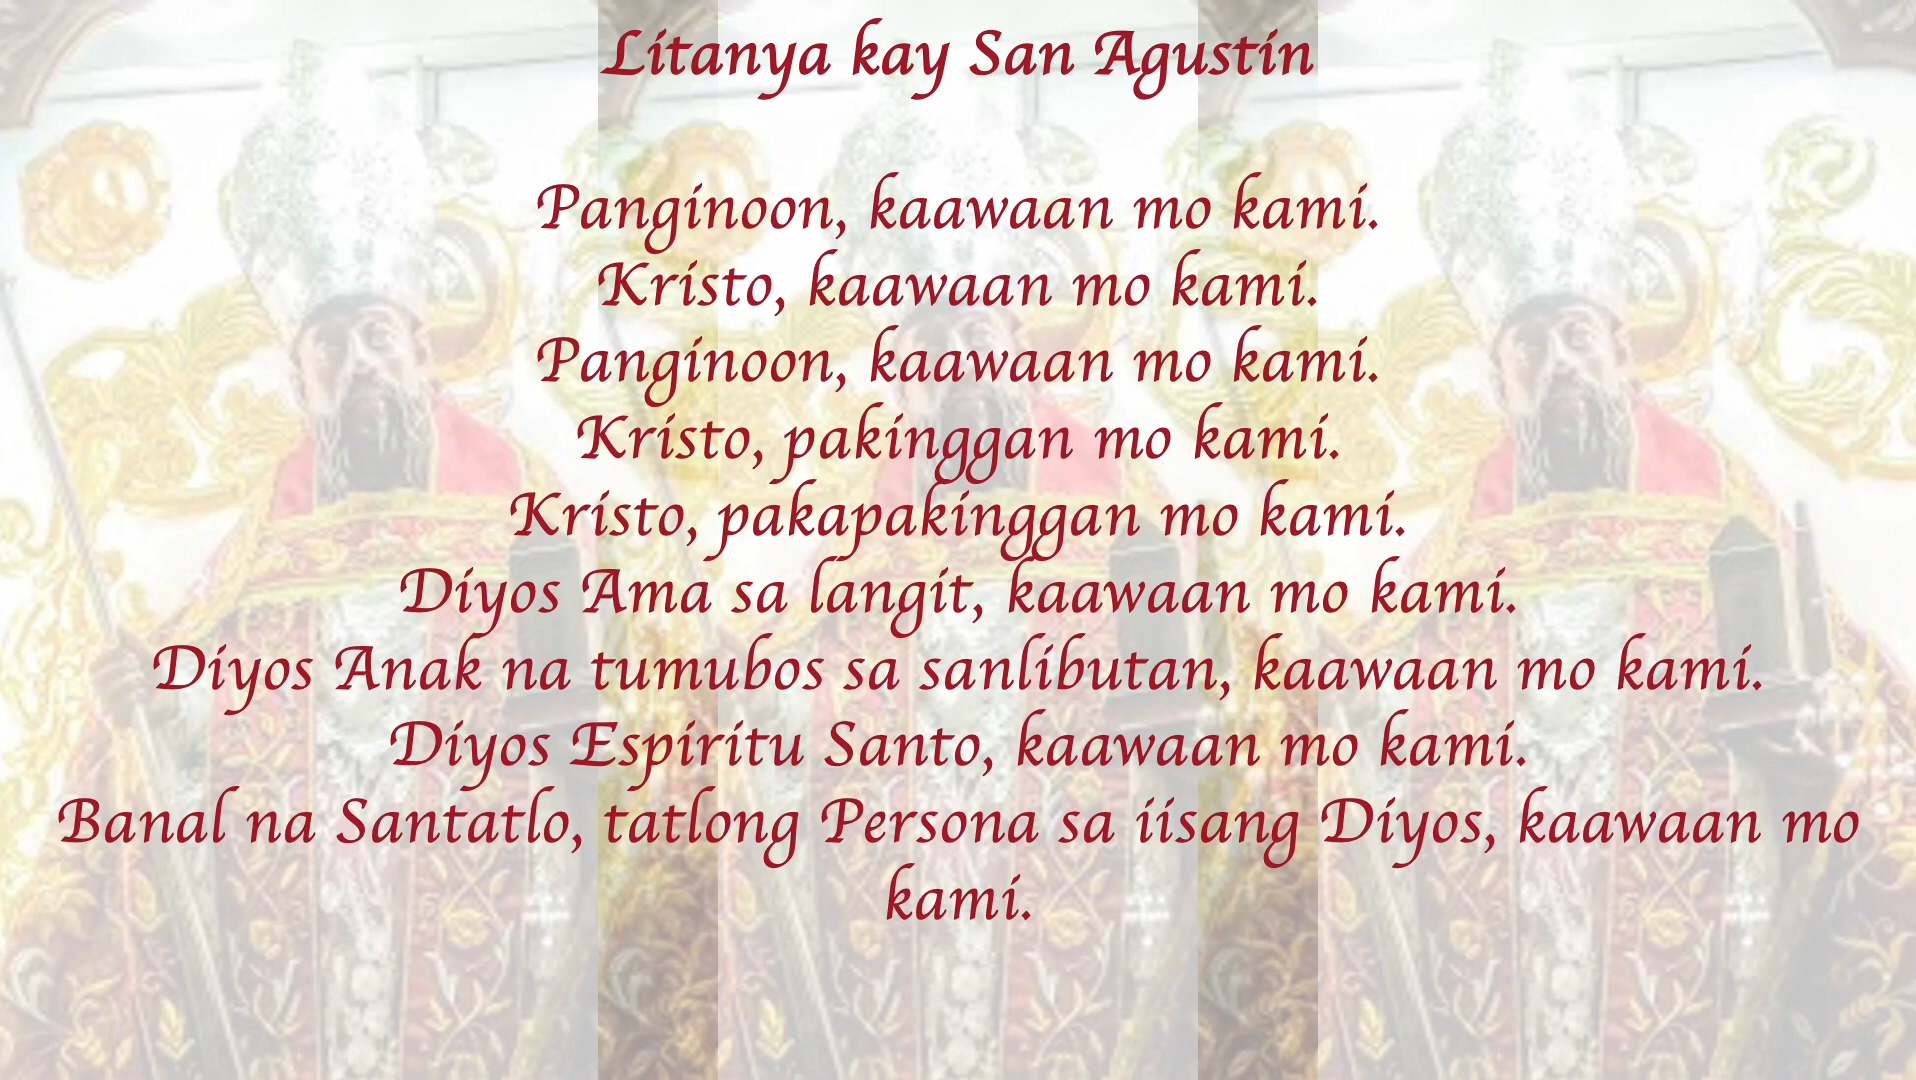 Litanya kay San Agustin
Panginoon, kaawaan mo kami.
Kristo, kaawaan mo kami.
Panginoon, kaawaan mo kami.
Kristo, pakinggan mo kami.
Kristo, pakapakinggan mo kami.
Diyos Ama sa langit, kaawaan mo kami.
Diyos Anak na tumubos sa sanlibutan, kaawaan mo kami.
Diyos Espiritu Santo, kaawaan mo kami.
Banal na Santatlo, tatlong Persona sa iisang Diyos, kaawaan mo
kami.